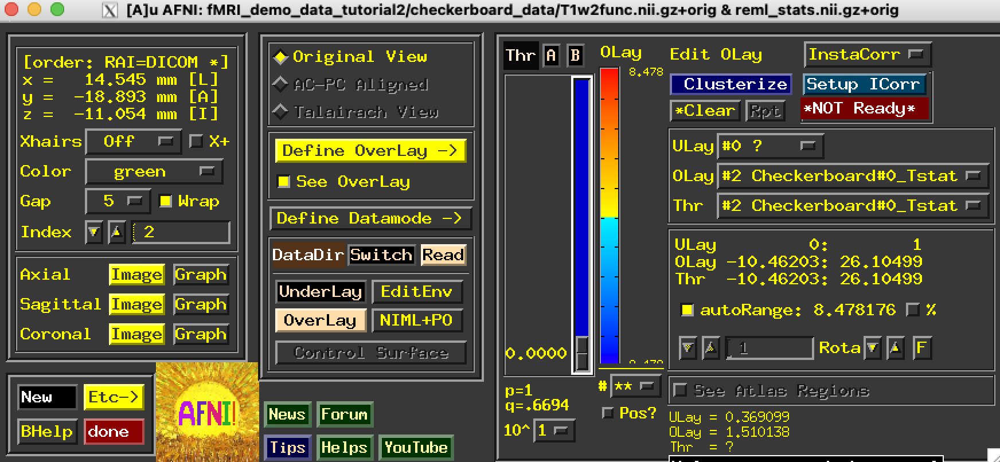 [A]u AFNI: fMRI_demo_data_tutorial2/checkerboard_data/T1w2func.nii.gz+orig & reml_stats.nii.gz+orig
[order: RAI=DICOM *]
x = 14.545 mm [L]
y = -18.893 mm [A]
z = -11.054 mm [I]
Xhairs Off X+
Color green
Gap 5 Wrap
Index 2
Axial Image Graph
Sagittal Image Graph
Coronal Image Graph
New Etc->
BHelp done
AFNI!
Original View
AC-PC Aligned
Talairach View
Define OverLay ->
See OverLay
Define Datamode ->
DataDir Switch Read
UnderLay EditEnv
OverLay NIML+PO
Control Surface
News Forum
Tips Helps YouTube
Thr A B
0.0000
p=1
q=.6694
10^ 1
OLay
8.478
# **
Pos?
Edit OLay InstaCorr
Clusterize Setup ICorr
*Clear Rpt *NOT Ready*
ULay #0 ?
OLay #2 Checkerboard#0_Tstat
Thr #2 Checkerboard#0_Tstat
ULay 0: 1
OLay -10.46203: 26.10499
Thr -10.46203: 26.10499
autoRange: 8.478176 %
1 Rota F
See Atlas Regions
ULay = 0.369099
OLay = 1.510138
Thr = ?